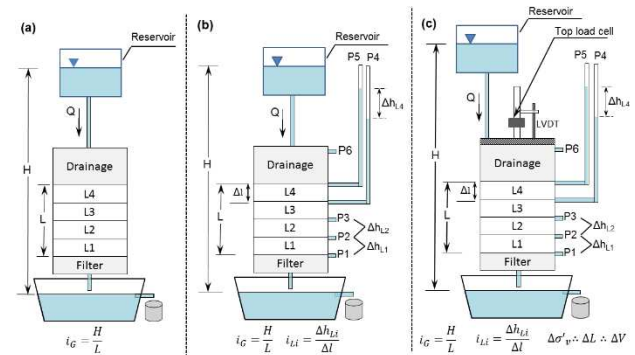 (a)
Reservoir
Q
H
Drainage
L
L4
L3
L2
L1
Filter
i_G = H/L
(b)
Reservoir
P5 P4
Q
Δh_L4
H
P6
Drainage
Δl
L
L4
L3
L2
L1
P3
P2
P1
Δh_L2
Δh_L1
Filter
i_G = H/L i_Li = Δh_Li/Δl
(c)
Reservoir
Top load cell
P5 P4
Q
Δh_L4
LVDT
H
P6
Drainage
Δl
L
L4
L3
L2
L1
P3
P2
P1
Δh_L2
Δh_L1
Filter
i_G = H/L i_Li = Δh_Li/Δl Δσ'_v ∴ ΔL ∴ ΔV